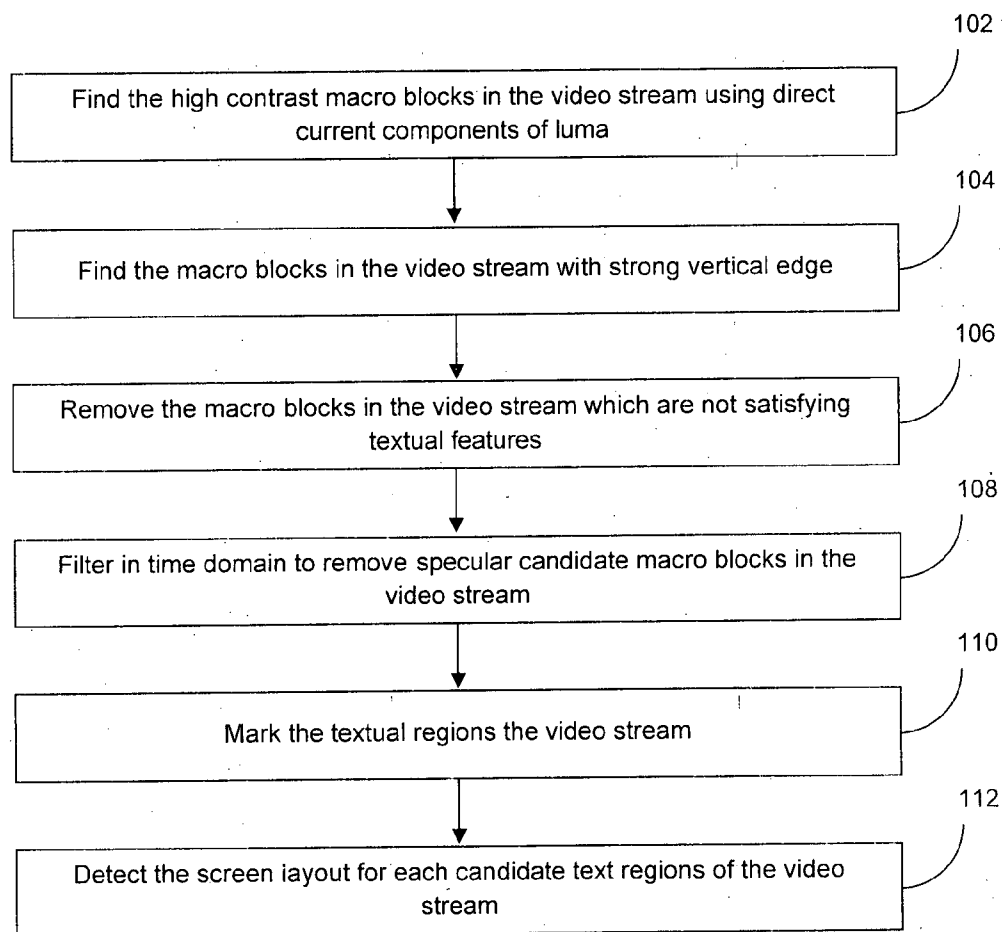 102
Find the high contrast macro blocks in the video stream using direct
current components of luma
104
Find the macro blocks in the video stream with strong vertical edge
106
Remove the macro blocks in the video stream which are not satisfying
textual features
108
Filter in time domain to remove specular candidate macro blocks in the
video stream
110
Mark the textual regions the video stream
112
Detect the screen iayout for each candidate text regions of the video
stream